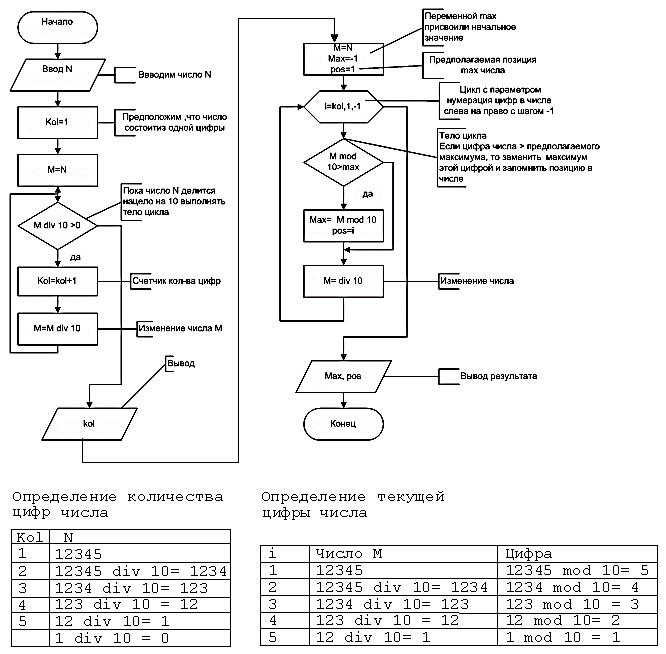 Начало
Ввод N
Вводим число N
Kol=1
Предположим ,что число
состоитиз одной цифры
M=N
Пока число N делится
нацело на 10 выполнять
тело цикла
M div 10 >0
да
Kol=kol+1
Счетчик кол-ва цифр
M=M div 10
Изменение числа М
Вывод
kol
Переменной max
присвоили начальное
значение
M=N
Max=-1
pos=1
Предполагаемая позиция
max числа
i=kol,1,-1
Цикл с параметром
нумерация цифр в числе
слева на право с шагом -1
Тело цикла
Если цифра числа > предполагаемого
максимума, то заменить максимум
этой цифрой и запомнить позицию в
числе
M mod
10>max
да
Max= M mod 10
pos=i
M= div 10
Изменение числа
Max, pos
Вывод результата
Конец
Определение количества
цифр числа
Kol N
1 12345
2 12345 div 10= 1234
3 1234 div 10= 123
4 123 div 10 = 12
5 12 div 10= 1
1 div 10 = 0
Определение текущей
цифры числа
i Число М Цифра
1 12345 12345 mod 10= 5
2 12345 div 10= 1234 1234 mod 10= 4
3 1234 div 10= 123 123 mod 10 = 3
4 123 div 10 = 12 12 mod 10= 2
5 12 div 10= 1 1 mod 10 = 1